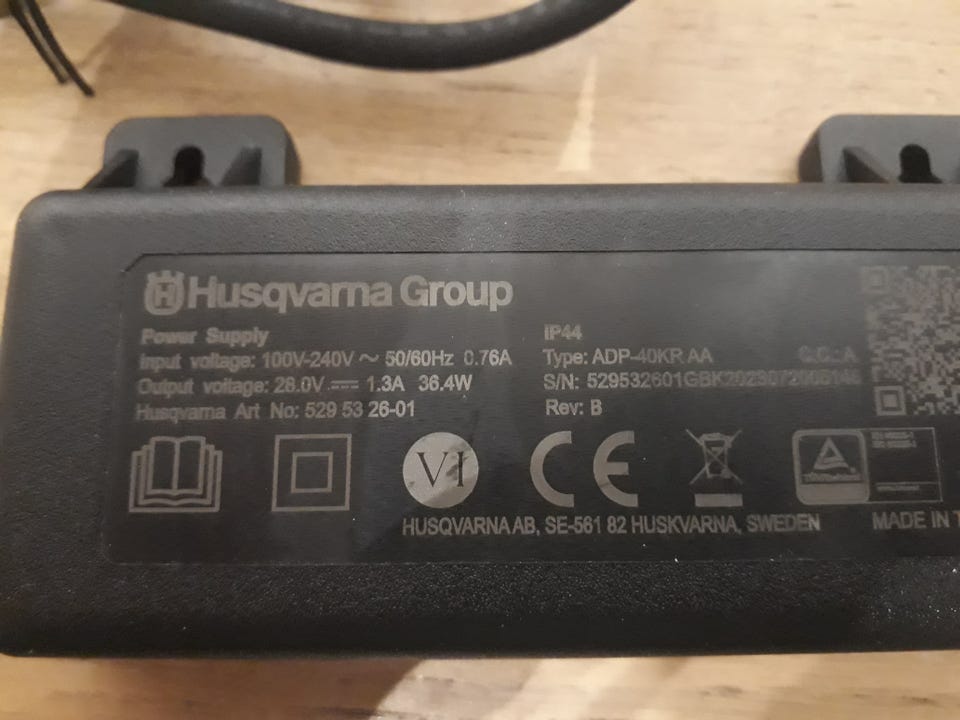 Husqvarna Group
Power Supply
Input voltage: 100V-240V ~ 50/60Hz 0.76A
Output voltage: 28.0V ⎓ 1.3A 36.4W
Husqvarna Art No: 529 53 26-01
IP44
Type: ADP-40KR AA
S/N:
Rev: B
VI
CE
HUSQVARNA AB, SE-561 82 HUSKVARNA, SWEDEN
MADE IN